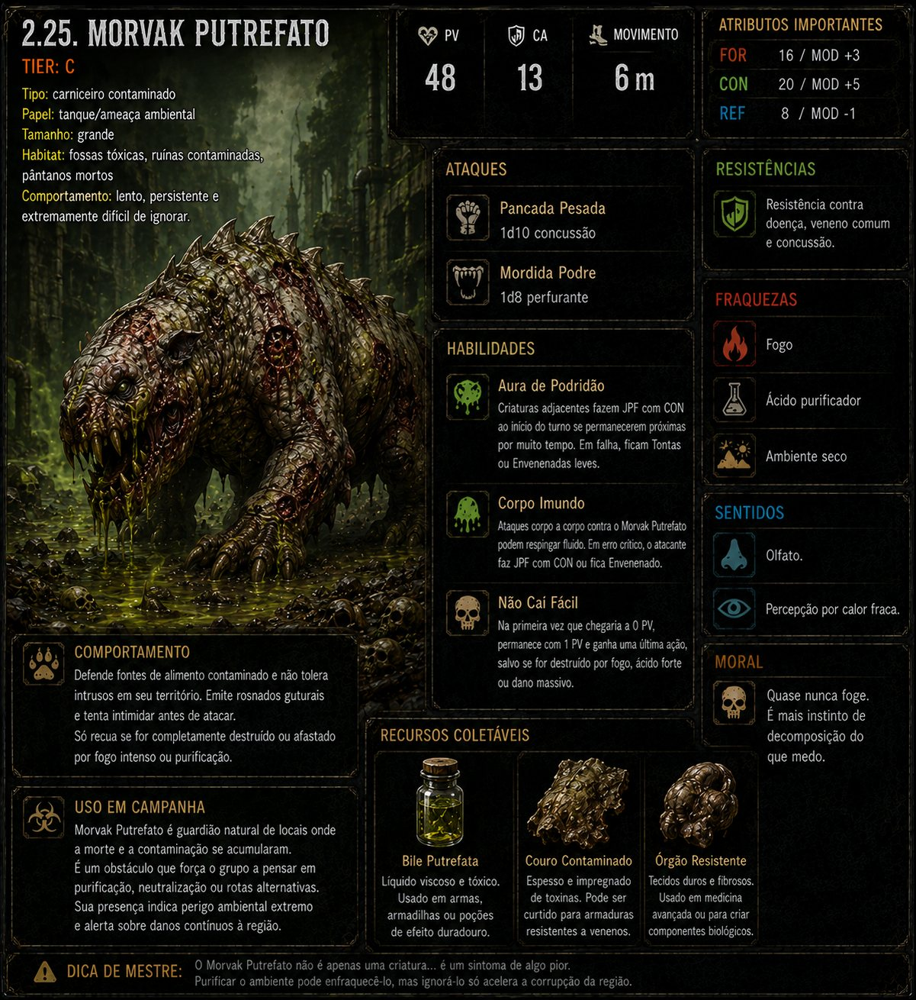 2.25. MORVAK PUTREFATO
TIER: C
Tipo: carniceiro contaminado
Papel: tanque/ameaça ambiental
Tamanho: grande
Habitat: fossas tóxicas, ruínas contaminadas,
pântanos mortos
Comportamento: lento, persistente e
extremamente difícil de ignorar.
PV
48
CA
13
MOVIMENTO
6 m
ATRIBUTOS IMPORTANTES
FOR 16 / MOD +3
CON 20 / MOD +5
REF 8 / MOD -1
ATAQUES
Pancada Pesada
1d10 concussão
Mordida Podre
1d8 perfurante
HABILIDADES
Aura de Podridão
Criaturas adjacentes fazem JPF com CON
ao início do turno se permanecerem próximas
por muito tempo. Em falha, ficam Tontas
ou Envenenadas leves.
Corpo Imundo
Ataques corpo a corpo contra o Morvak Putrefato
podem respingar fluido. Em erro crítico, o atacante
faz JPF com CON ou fica Envenenado.
Não Cai Fácil
Na primeira vez que chegaria a 0 PV,
permanece com 1 PV e ganha uma última ação,
salvo se for destruído por fogo, ácido forte
ou dano massivo.
RESISTÊNCIAS
Resistência contra
doença, veneno comum
e concussão.
FRAQUEZAS
Fogo
Ácido purificador
Ambiente seco
SENTIDOS
Olfato.
Percepção por calor fraca.
MORAL
Quase nunca foge.
É mais instinto de
decomposição do
que medo.
COMPORTAMENTO
Defende fontes de alimento contaminado e não tolera
intrusos em seu território. Emite rosnados guturais
e tenta intimidar antes de atacar.
Só recua se for completamente destruído ou afastado
por fogo intenso ou purificação.
USO EM CAMPANHA
Morvak Putrefato é guardião natural de locais onde
a morte e a contaminação se acumularam.
É um obstáculo que força o grupo a pensar em
purificação, neutralização ou rotas alternativas.
Sua presença indica perigo ambiental extremo
e alerta sobre danos contínuos à região.
RECURSOS COLETÁVEIS
Bile Putrefata
Líquido viscoso e tóxico.
Usado em armas,
armadilhas ou poções
de efeito duradouro.
Couro Contaminado
Espesso e impregnado
de toxinas. Pode ser
curtido para armaduras
resistentes a venenos.
Órgão Resistente
Tecidos duros e fibrosos.
Usado em medicina
avançada ou para criar
componentes biológicos.
DICA DE MESTRE:
O Morvak Putrefato não é apenas uma criatura... é um sintoma de algo pior.
Purificar o ambiente pode enfraquecê-lo, mas ignorá-lo só acelera a corrupção da região.